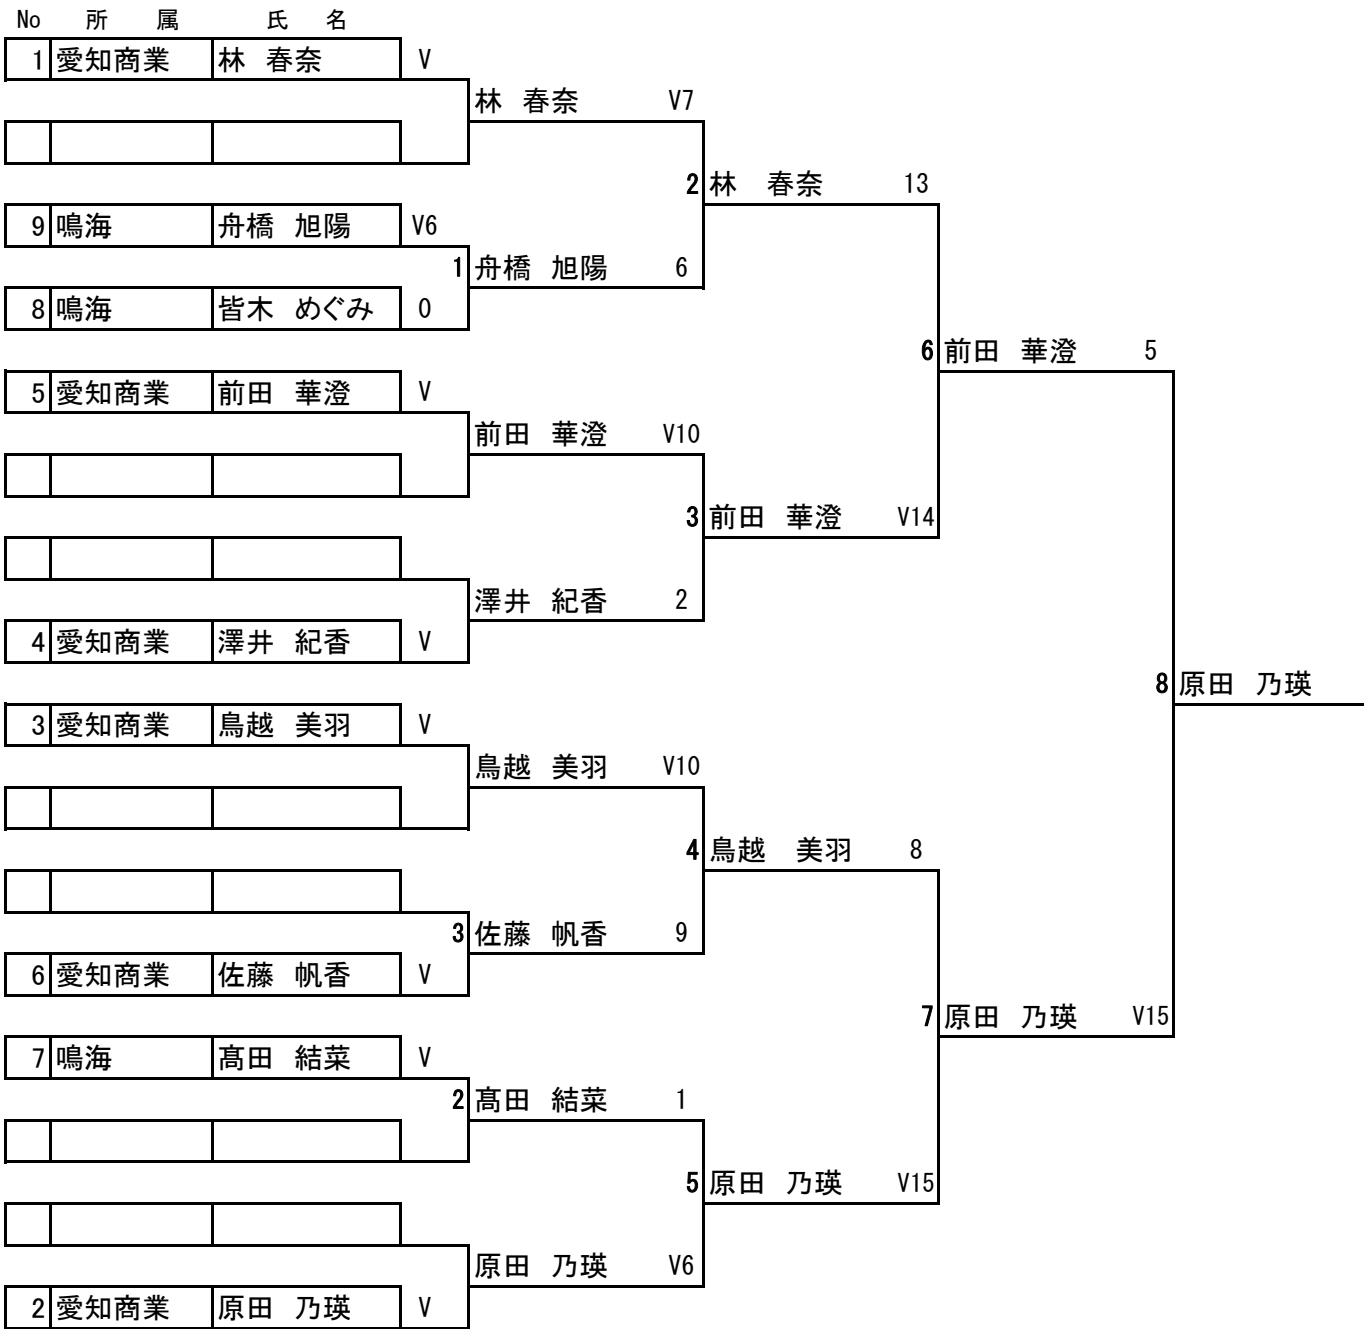 No 所 属 氏 名
1 愛知商業 林 春奈 V
林 春奈 V7
2 林 春奈 13
9 鳴海 舟橋 旭陽 V6
1 舟橋 旭陽 6
8 鳴海 皆木 めぐみ 0
6 前田 華澄 5
5 愛知商業 前田 華澄 V
前田 華澄 V10
3 前田 華澄 V14
澤井 紀香 2
4 愛知商業 澤井 紀香 V
8 原田 乃瑛
3 愛知商業 鳥越 美羽 V
鳥越 美羽 V10
4 鳥越 美羽 8
3 佐藤 帆香 9
6 愛知商業 佐藤 帆香 V
7 原田 乃瑛 V15
7 鳴海 髙田 結菜 V
2 髙田 結菜 1
5 原田 乃瑛 V15
原田 乃瑛 V6
2 愛知商業 原田 乃瑛 V